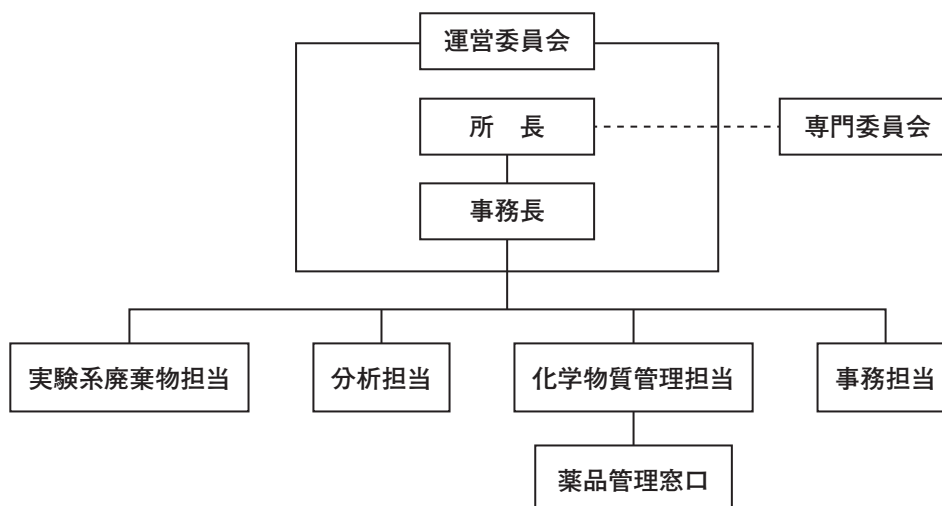 運営委員会
所　長
専門委員会
事務長
実験系廃棄物担当
分析担当
化学物質管理担当
事務担当
薬品管理窓口